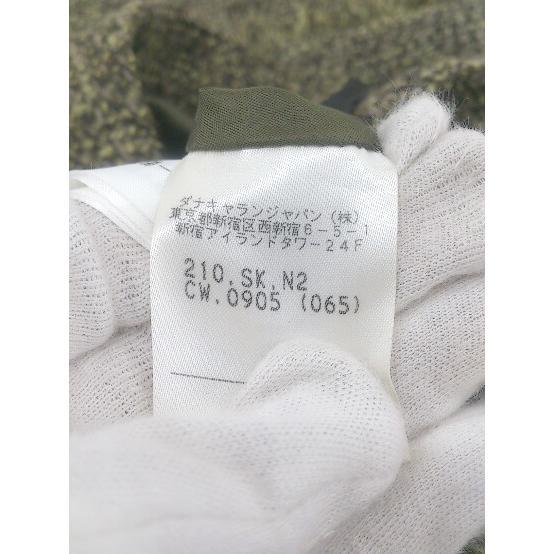 ダナキャランジャパン（株）
東京都新宿区西新宿６－５－１
新宿アイランドタワー２４Ｆ
210.SK.N2
CW.0905 (065)